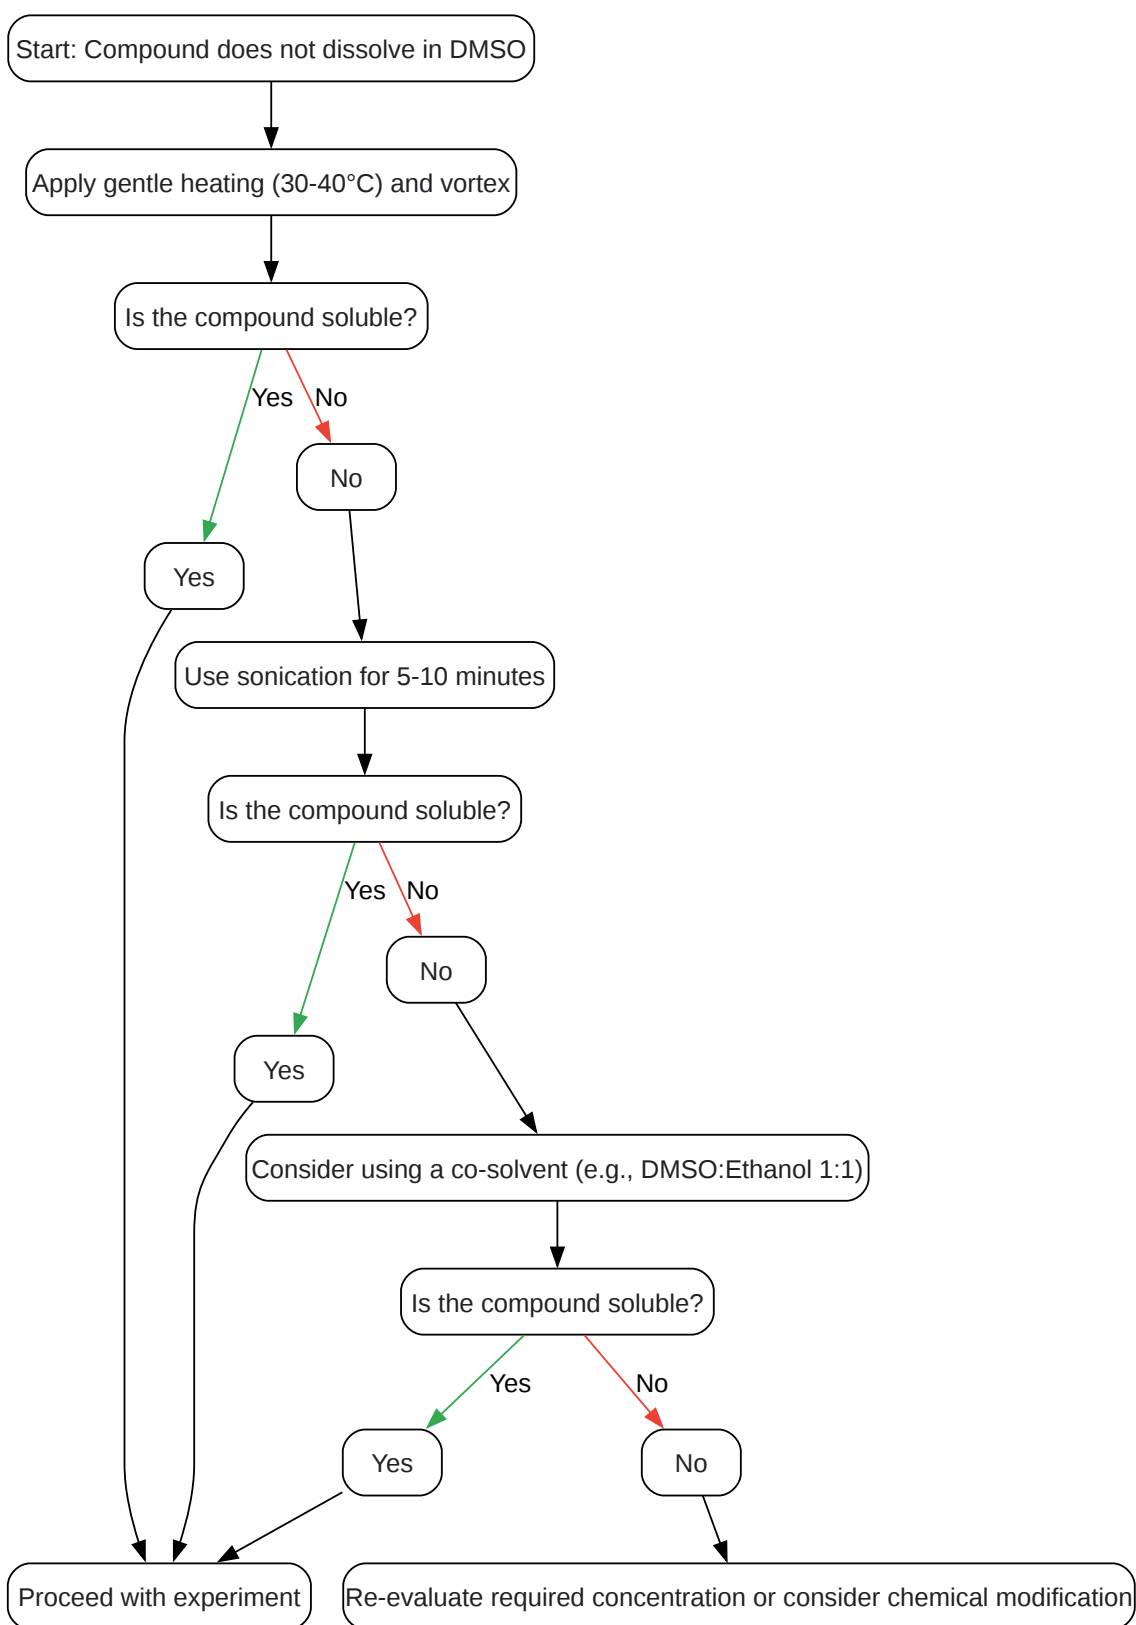 Start: Compound does not dissolve in DMSO
Apply gentle heating (30-40°C) and vortex
Is the compound soluble?
Yes
No
No
Yes
Use sonication for 5-10 minutes
Is the compound soluble?
Yes
No
No
Yes
Consider using a co-solvent (e.g., DMSO:Ethanol 1:1)
Is the compound soluble?
Yes
No
Yes
No
Proceed with experiment
Re-evaluate required concentration or consider chemical modification